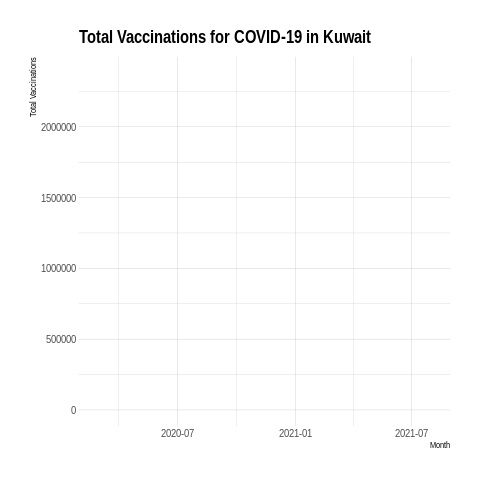 Total Vaccinations for COVID-19 in Kuwait
Total Vaccinations
2000000
1500000
1000000
500000
0
2020-07
2021-01
2021-07
Month